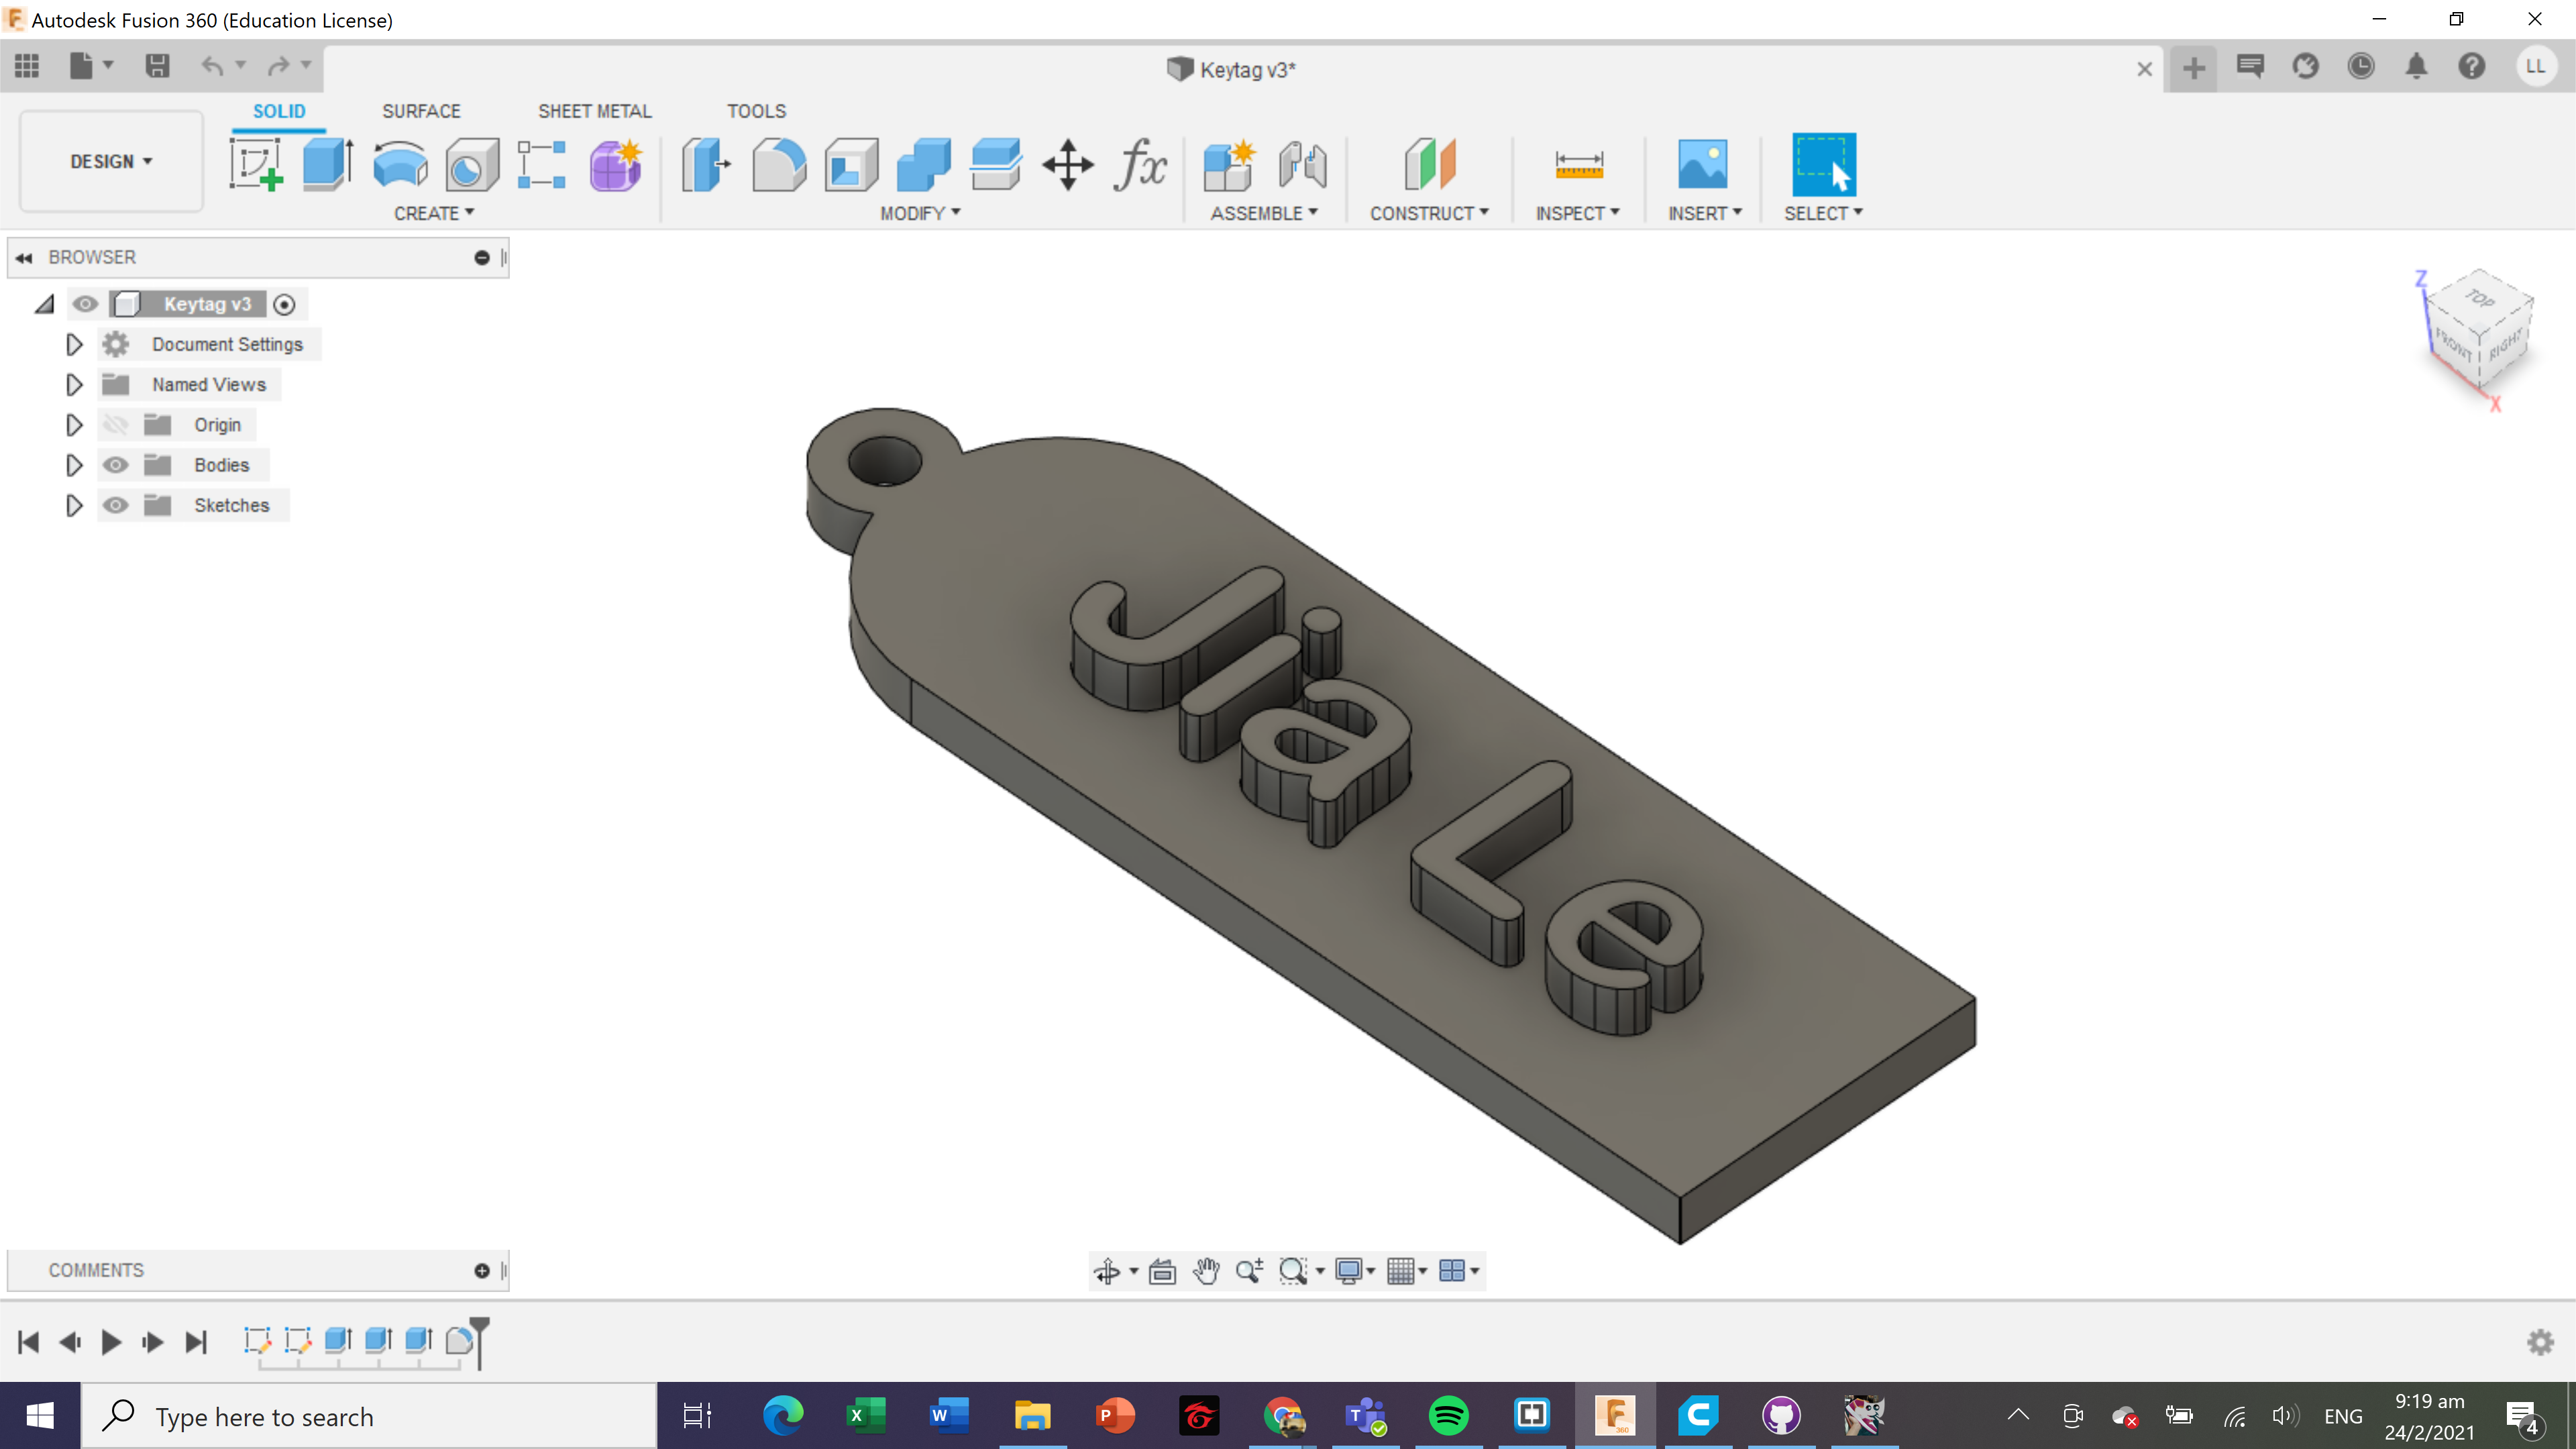 Autodesk Fusion 360 (Education License)
Keytag v3*
LL
SOLID SURFACE SHEET METAL TOOLS
DESIGN
CREATE MODIFY ASSEMBLE CONSTRUCT INSPECT INSERT SELECT
BROWSER
Keytag v3
Document Settings
Named Views
Origin
Bodies
Sketches
Z
TOP
FRONT
RIGHT
X
Jia Le
COMMENTS
Type here to search
ENG
9:19 am
24/2/2021
4